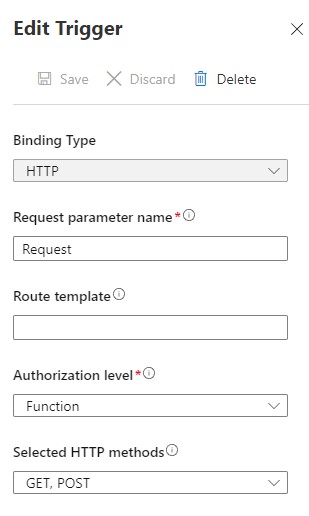 Edit Trigger
Save Discard Delete
Binding Type
HTTP
Request parameter name*
Request
Route template
Authorization level*
Function
Selected HTTP methods
GET, POST